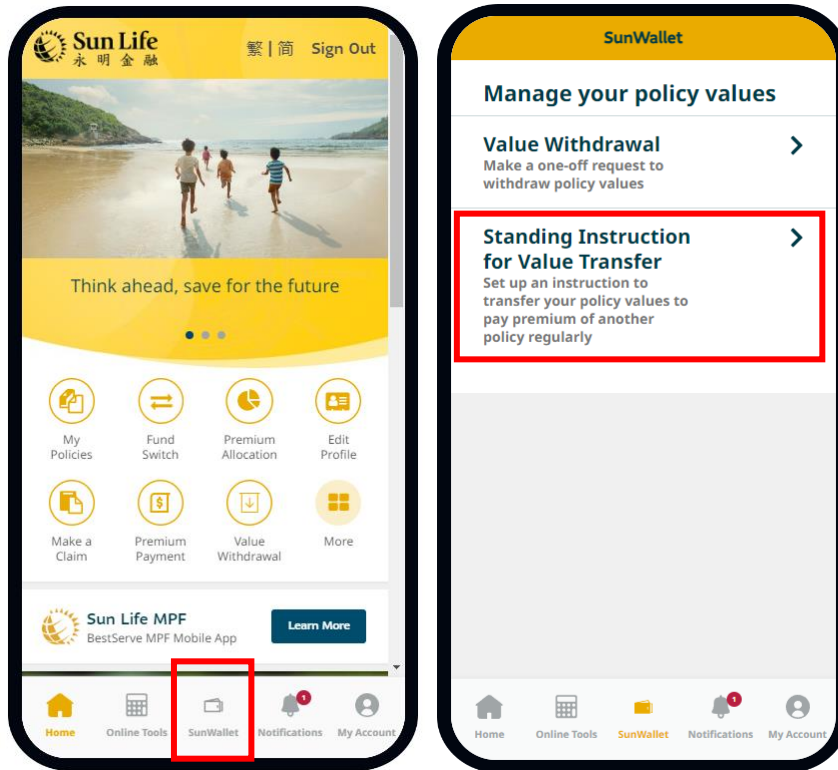 Sun Life
永明金融
繁 | 简 Sign Out
Think ahead, save for the future
My
Policies
Fund
Switch
Premium
Allocation
Edit
Profile
Make a
Claim
Premium
Payment
Value
Withdrawal
More
Sun Life MPF
BestServe MPF Mobile App
Learn More
1
Home Online Tools SunWallet Notifications My Account
SunWallet
Manage your policy values
Value Withdrawal
Make a one-off request to
withdraw policy values
Standing Instruction
for Value Transfer
Set up an instruction to
transfer your policy values to
pay premium of another
policy regularly
1
Home Online Tools SunWallet Notifications My Account